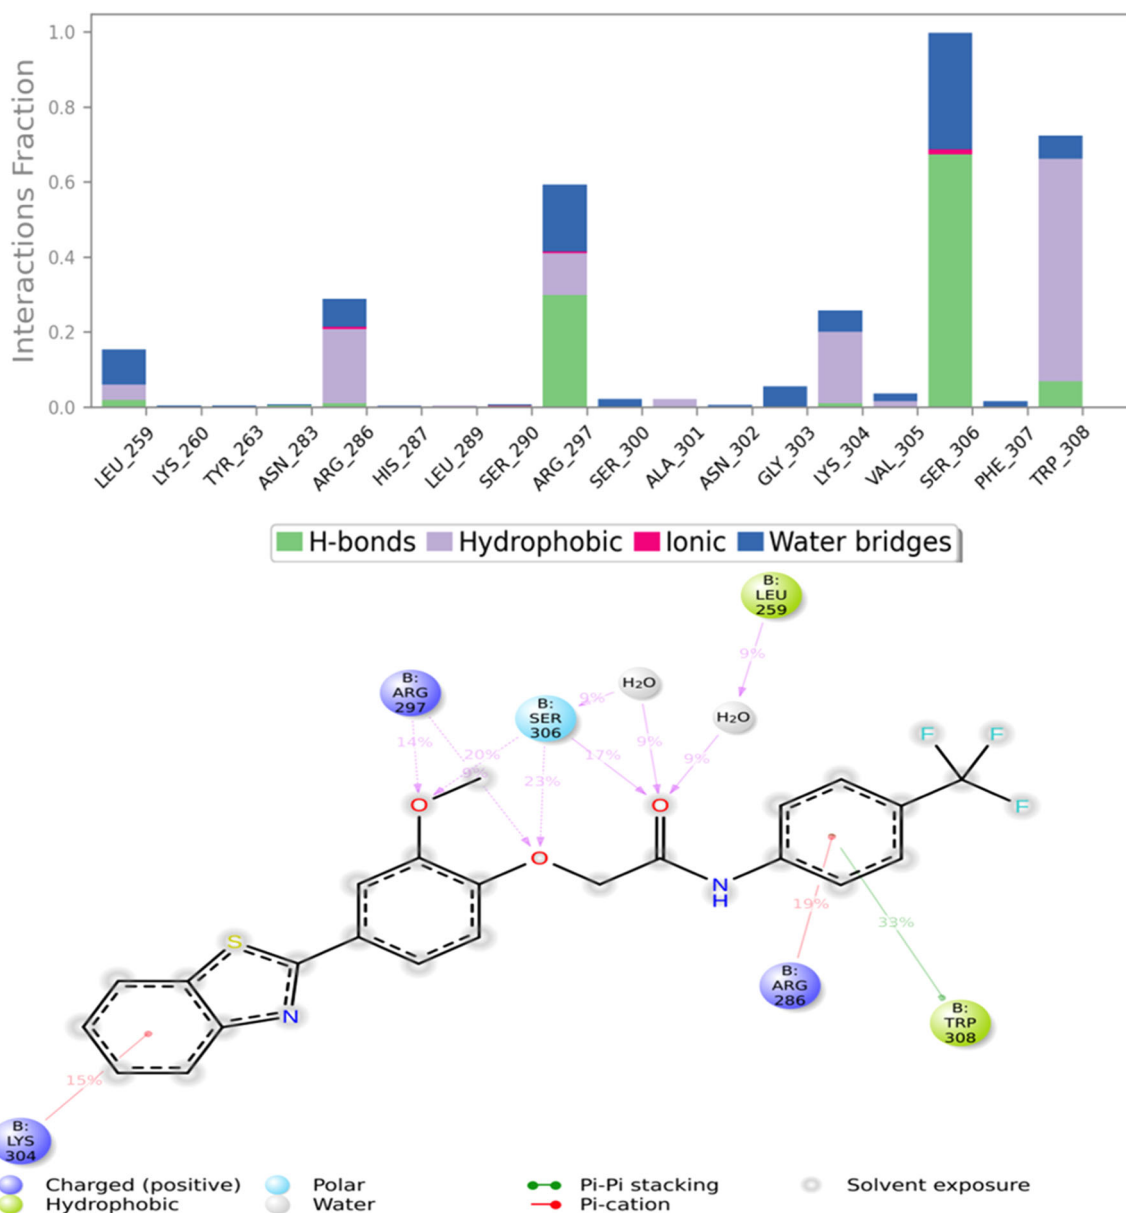 Interactions Fraction
1.0
0.8
0.6
0.4
0.2
0.0
LEU_259
LYS_260
TYR_263
ASN_283
ARG_286
HIS_287
LEU_289
SER_290
ARG_297
SER_300
ALA_301
ASN_302
GLY_303
LYS_304
VAL_305
SER_306
PHE_307
TRP_308
H-bonds Hydrophobic Ionic Water bridges
B:
LEU
259
9%
B:
ARG
297
B:
SER
306
H₂O
9%
H₂O
14%
20%
9%
17%
9%
9%
23%
F F
F
O
O
O
N
H
19%
33%
S
N
B:
ARG
286
B:
TRP
308
15%
B:
LYS
304
Charged (positive) Polar Pi-Pi stacking Solvent exposure
Hydrophobic Water Pi-cation